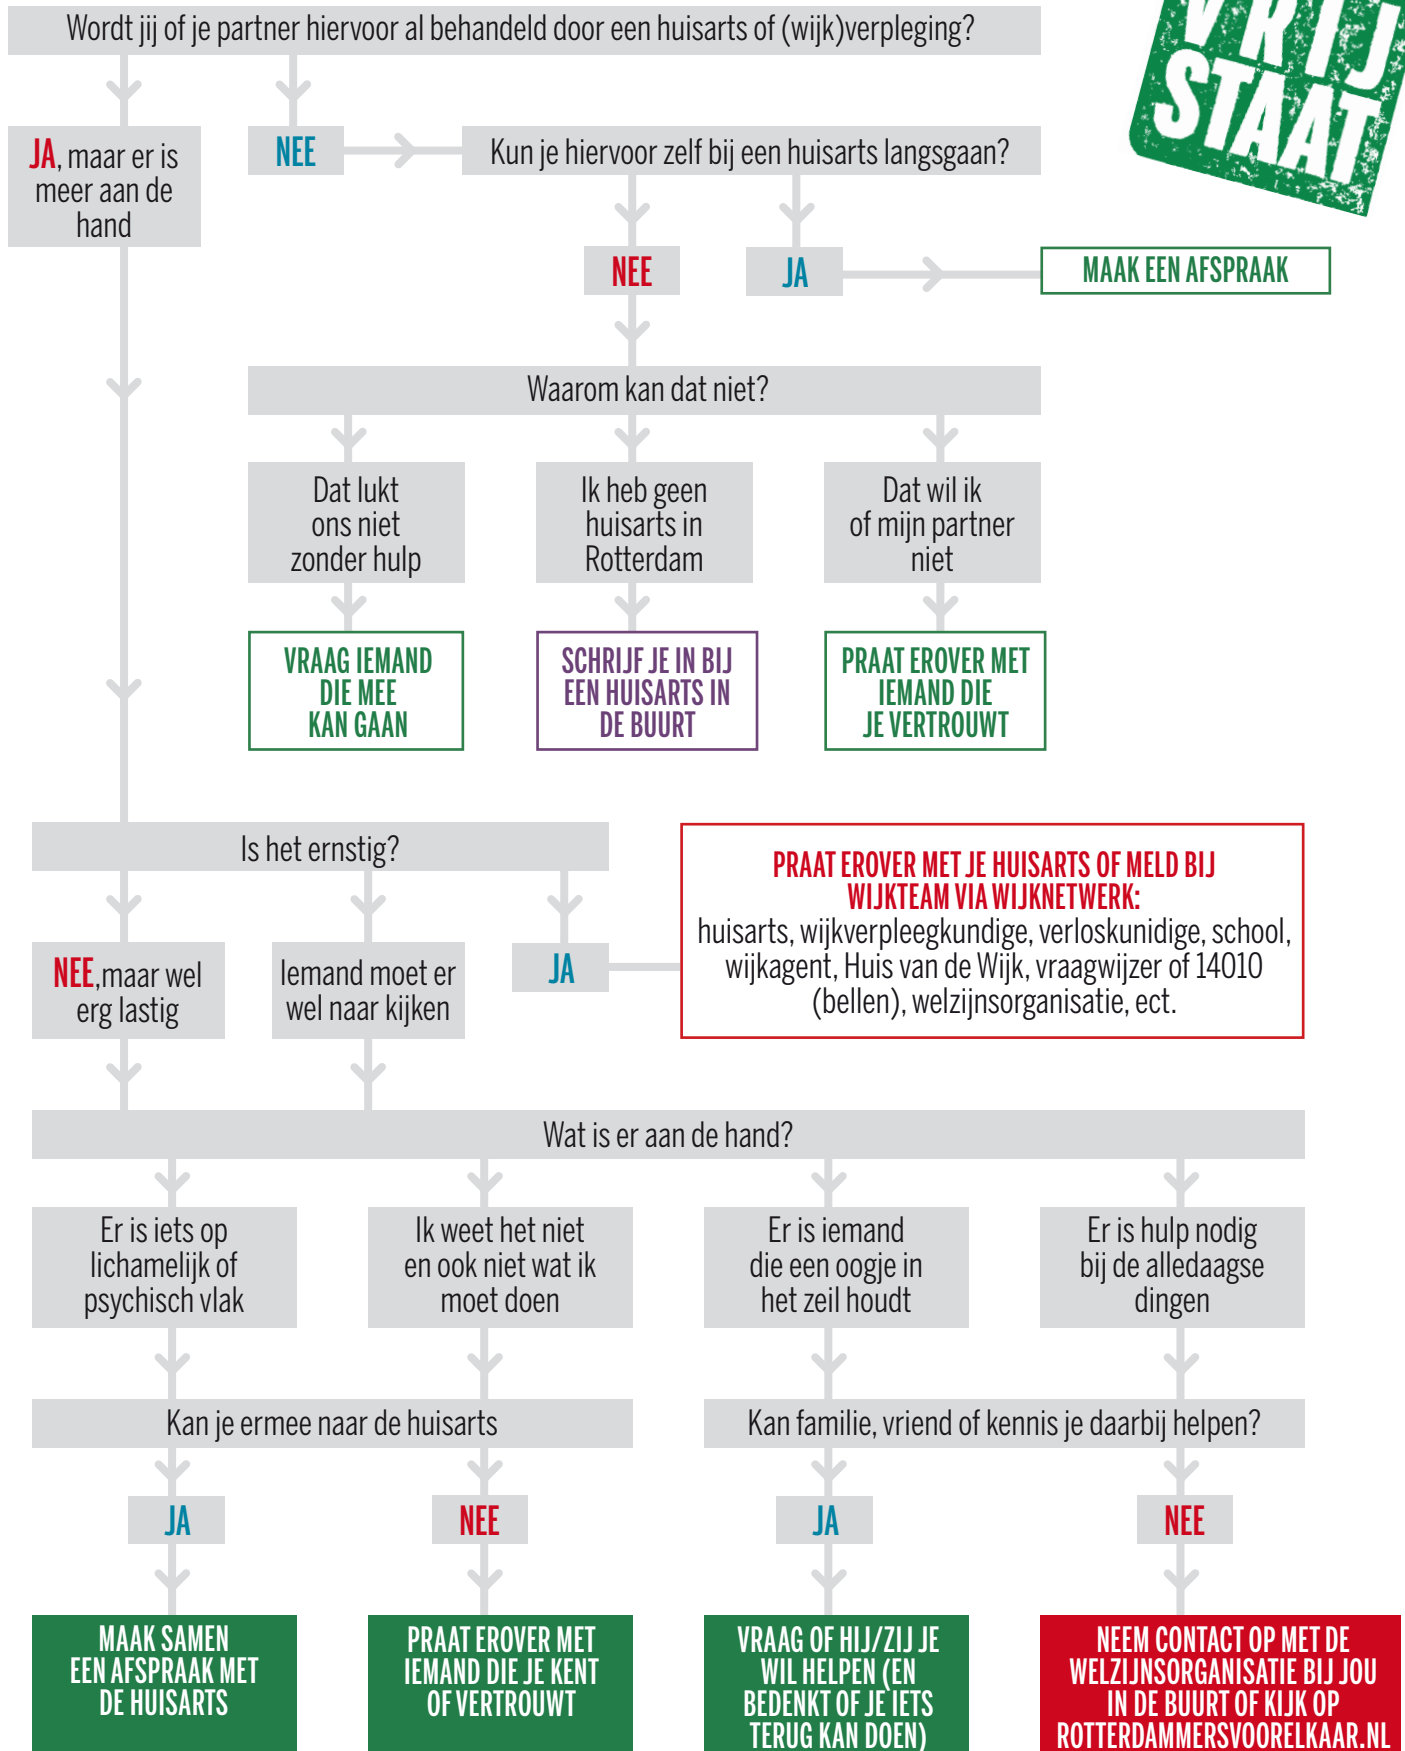 Wordt jij of je partner hiervoor al behandeld door een huisarts of (wijk)verpleging?
VRIJ
STAAT
JA, maar er is
meer aan de
hand
NEE
Kun je hiervoor zelf bij een huisarts langsgaan?
NEE
JA
MAAK EEN AFSPRAAK
Waarom kan dat niet?
Dat lukt
ons niet
zonder hulp
Ik heb geen
huisarts in
Rotterdam
Dat wil ik
of mijn partner
niet
VRAAG IEMAND
DIE MEE
KAN GAAN
SCHRIJF JE IN BIJ
EEN HUISARTS IN
DE BUURT
PRAAT EROVER MET
IEMAND DIE
JE VERTROUWT
Is het ernstig?
PRAAT EROVER MET JE HUISARTS OF MELD BIJ
WIJKTEAM VIA WIJKNETWERK:
huisarts, wijkverpleegkundige, verloskunidige, school,
wijkagent, Huis van de Wijk, vraagwijzer of 14010
(bellen), welzijnsorganisatie, ect.
NEE,maar wel
erg lastig
Iemand moet er
wel naar kijken
JA
Wat is er aan de hand?
Er is iets op
lichamelijk of
psychisch vlak
Ik weet het niet
en ook niet wat ik
moet doen
Er is iemand
die een oogje in
het zeil houdt
Er is hulp nodig
bij de alledaagse
dingen
Kan je ermee naar de huisarts
Kan familie, vriend of kennis je daarbij helpen?
JA
NEE
JA
NEE
MAAK SAMEN
EEN AFSPRAAK MET
DE HUISARTS
PRAAT EROVER MET
IEMAND DIE JE KENT
OF VERTROUWT
VRAAG OF HIJ/ZIJ JE
WIL HELPEN (EN
BEDENKT OF JE IETS
TERUG KAN DOEN)
NEEM CONTACT OP MET DE
WELZIJNSORGANISATIE BIJ JOU
IN DE BUURT OF KIJK OP
ROTTERDAMMERSVOORELKAAR.NL